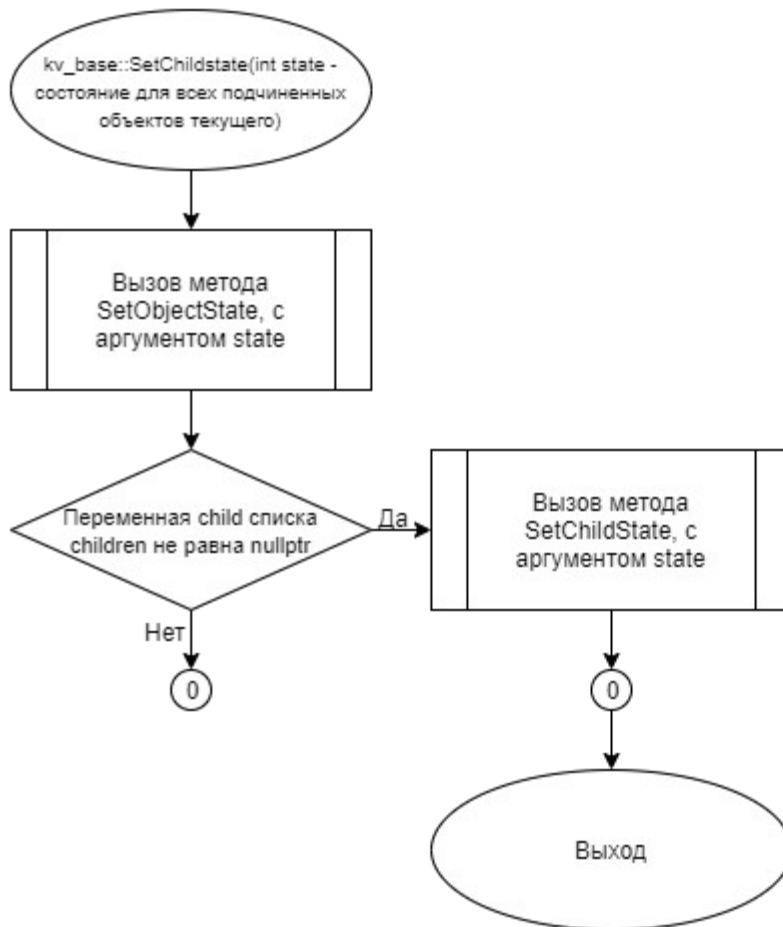 kv_base::SetChildstate(int state -
состояние для всех подчиненных
объектов текущего)
Вызов метода
SetObjectState, с
аргументом state
Переменная child списка
children не равна nullptr
Да
Вызов метода
SetChildState, с
аргументом state
Нет
0
0
Выход